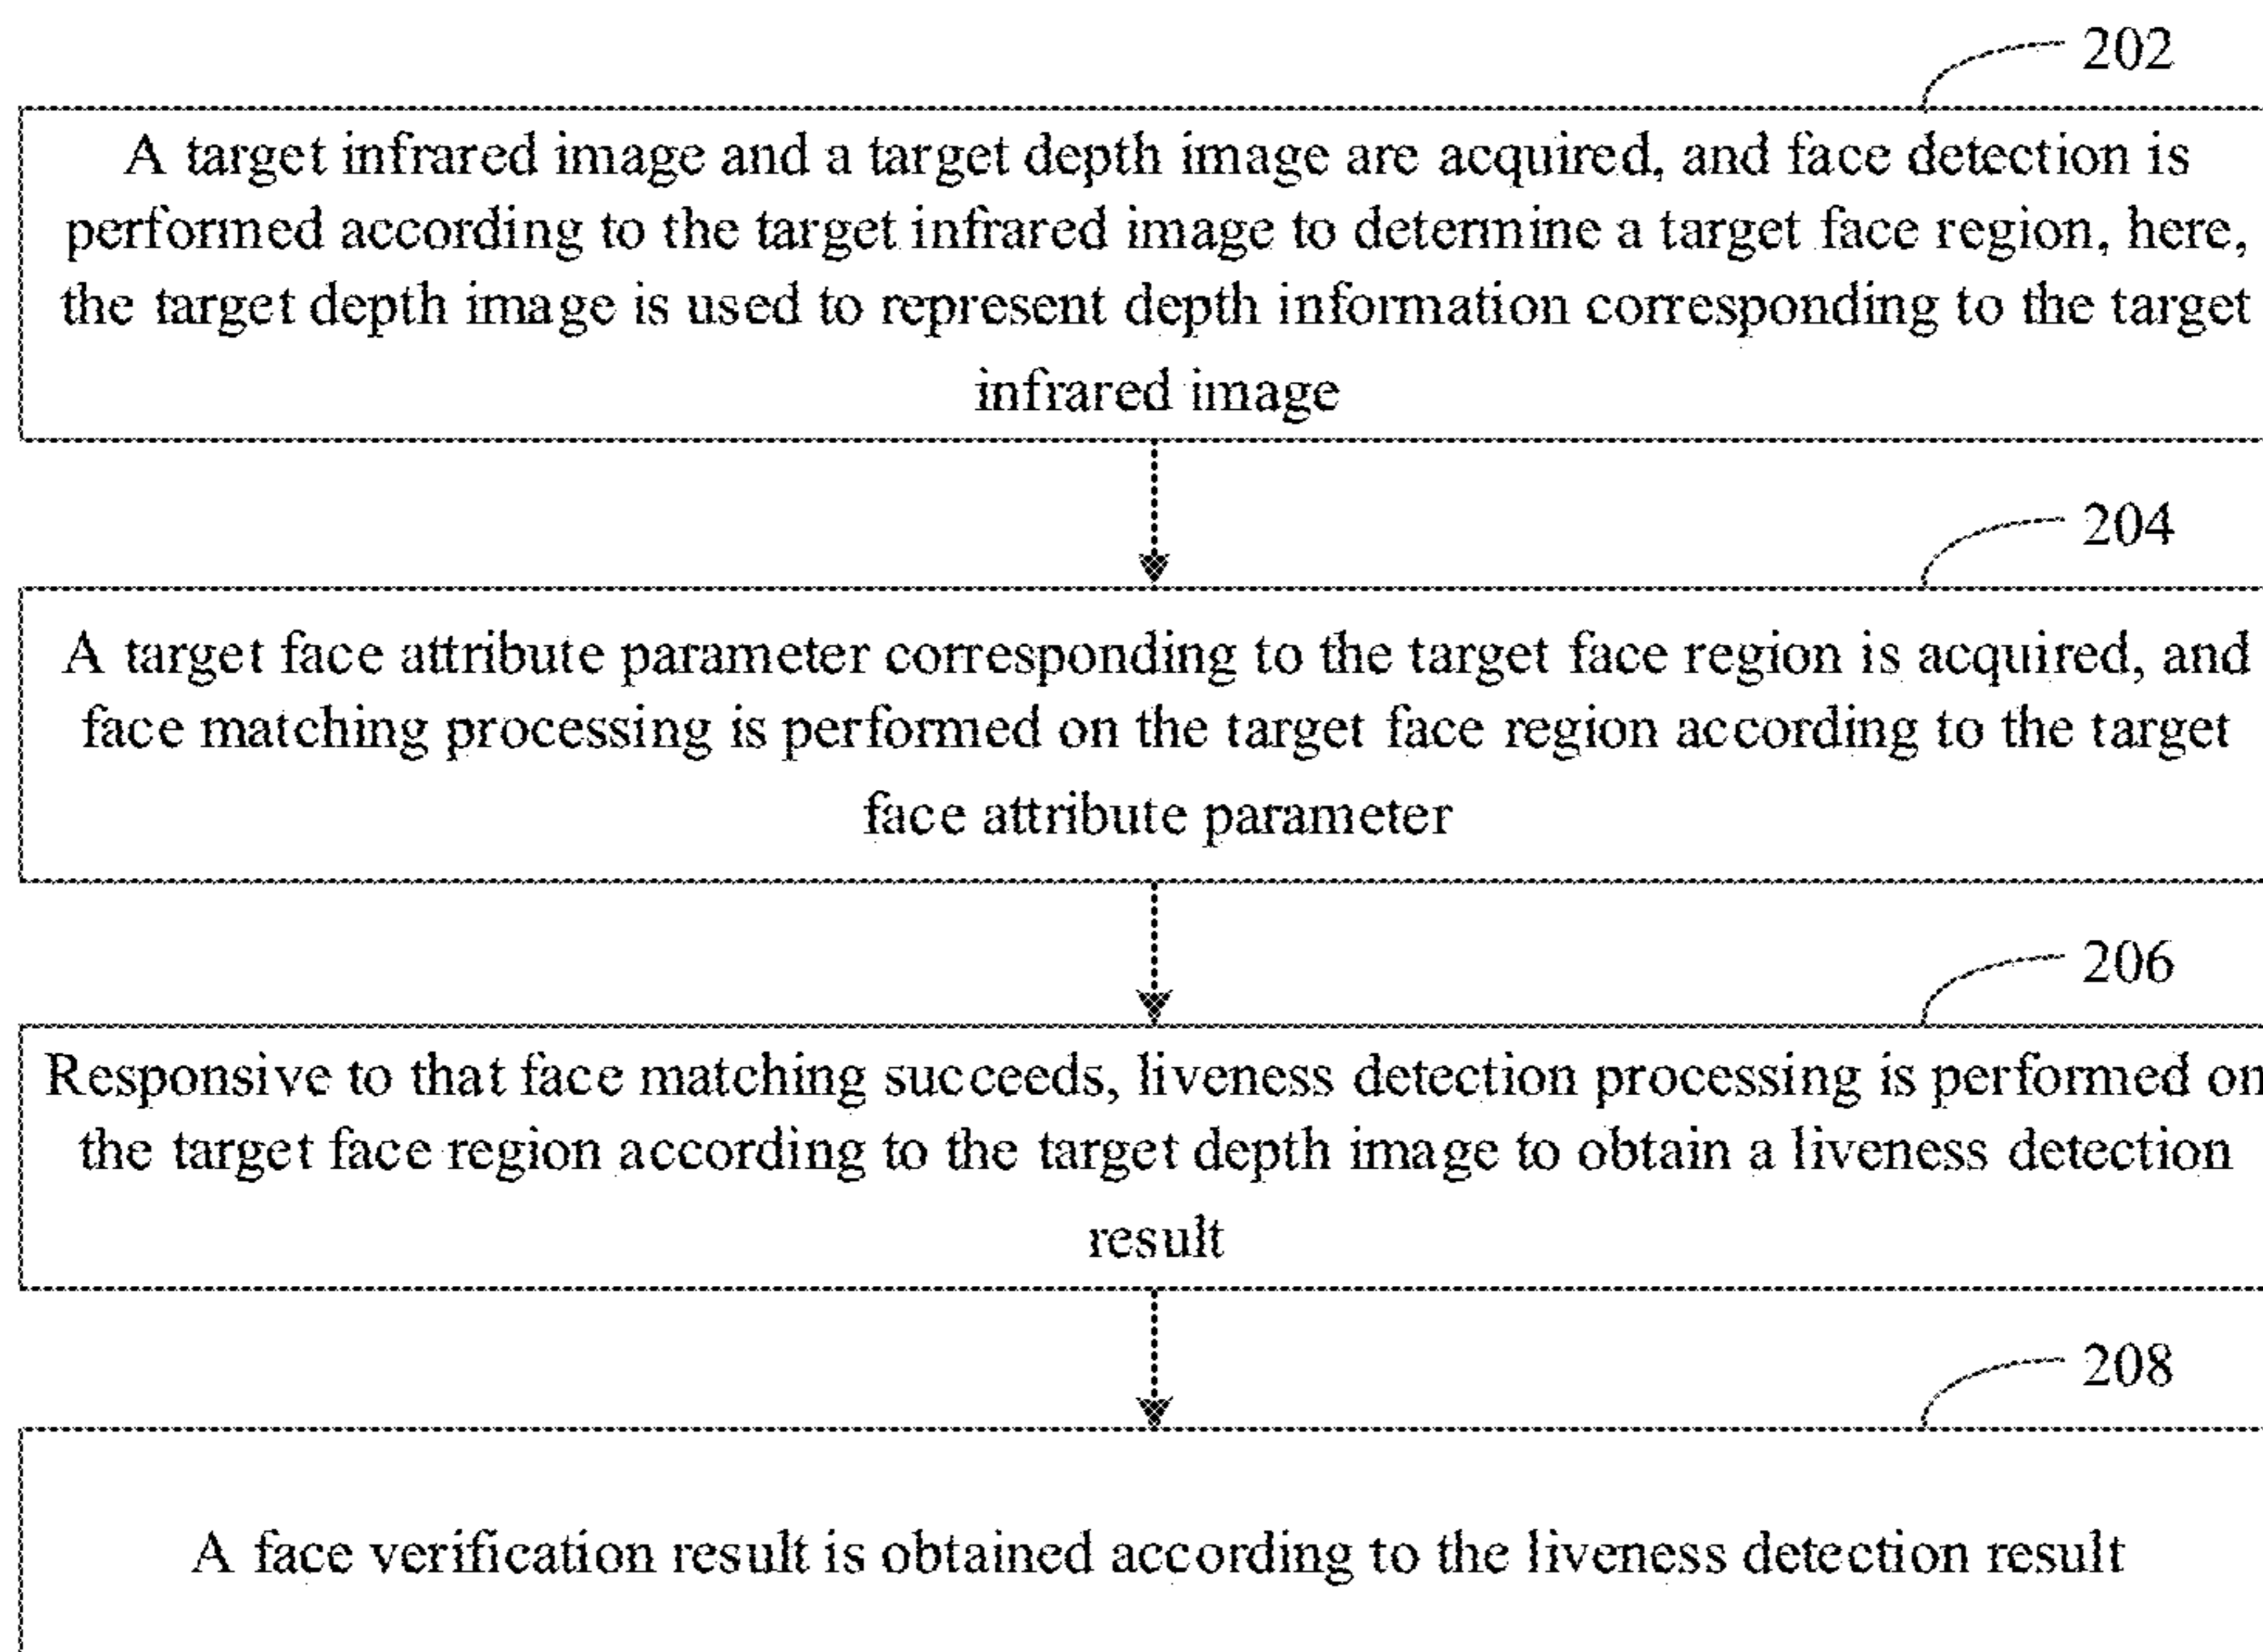 202
A target infrared image and a target depth image are acquired, and face detection is
performed according to the target infrared image to determine a target face region, here,
the target depth image is used to represent depth information corresponding to the target
infrared image
204
A target face attribute parameter corresponding to the target face region is acquired, and
face matching processing is performed on the target face region according to the target
face attribute parameter
206
Responsive to that face matching succeeds, liveness detection processing is performed on
the target face region according to the target depth image to obtain a liveness detection
result
208
A face verification result is obtained according to the liveness detection result